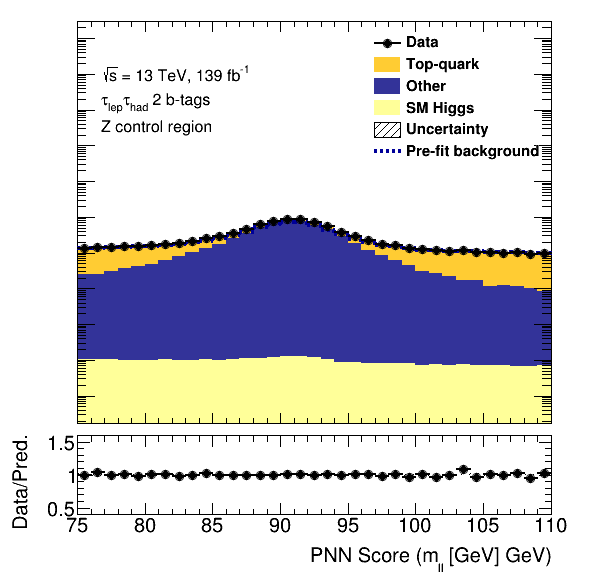 Data
Top-quark
Other
SM Higgs
Uncertainty
Pre-fit background
√s = 13 TeV, 139 fb⁻¹
τlepτhad 2 b-tags
Z control region
Data/Pred.
1.5
1
0.5
75 80 85 90 95 100 105 110
PNN Score (mll [GeV] GeV)